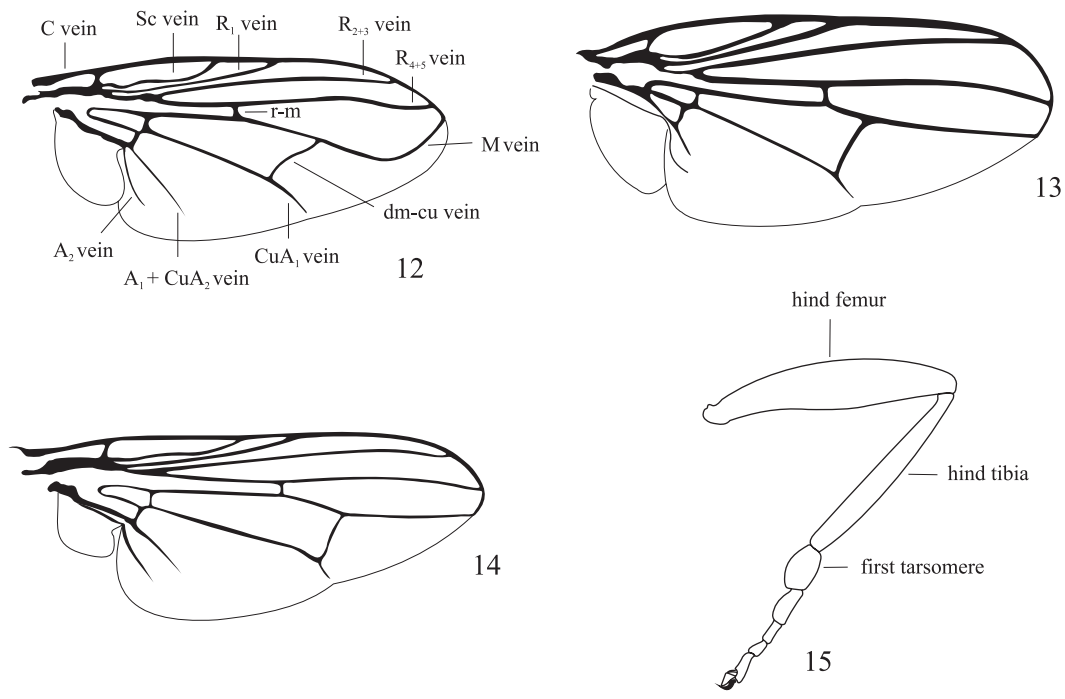 C vein
Sc vein
R₁ vein
R₂₊₃ vein
R₄₊₅ vein
r-m
M vein
dm-cu vein
CuA₁ vein
A₁ + CuA₂ vein
A₂ vein
12
13
14
hind femur
hind tibia
first tarsomere
15